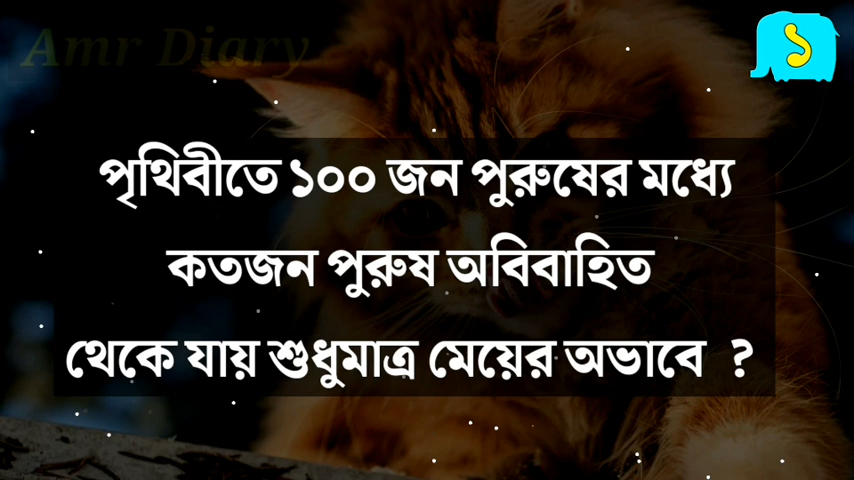 Amr Diary
১
পৃথিবীতে ১০০ জন পুরুষের মধ্যে
কতজন পুরুষ অবিবাহিত
থেকে যায় শুধুমাত্র মেয়ের অভাবে ?